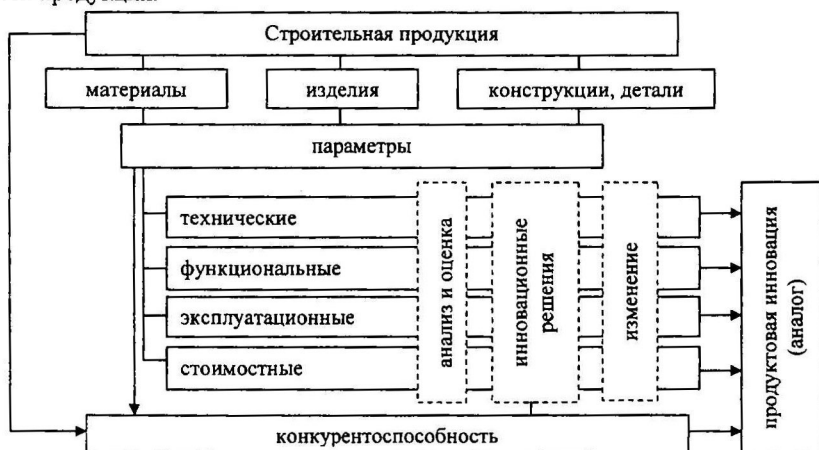 Строительная продукция
материалы
изделия
конструкции, детали
параметры
технические
функциональные
эксплуатационные
стоимостные
анализ и оценка
инновационные
решения
изменение
продуктовая инновация
(аналог)
конкурентоспособность